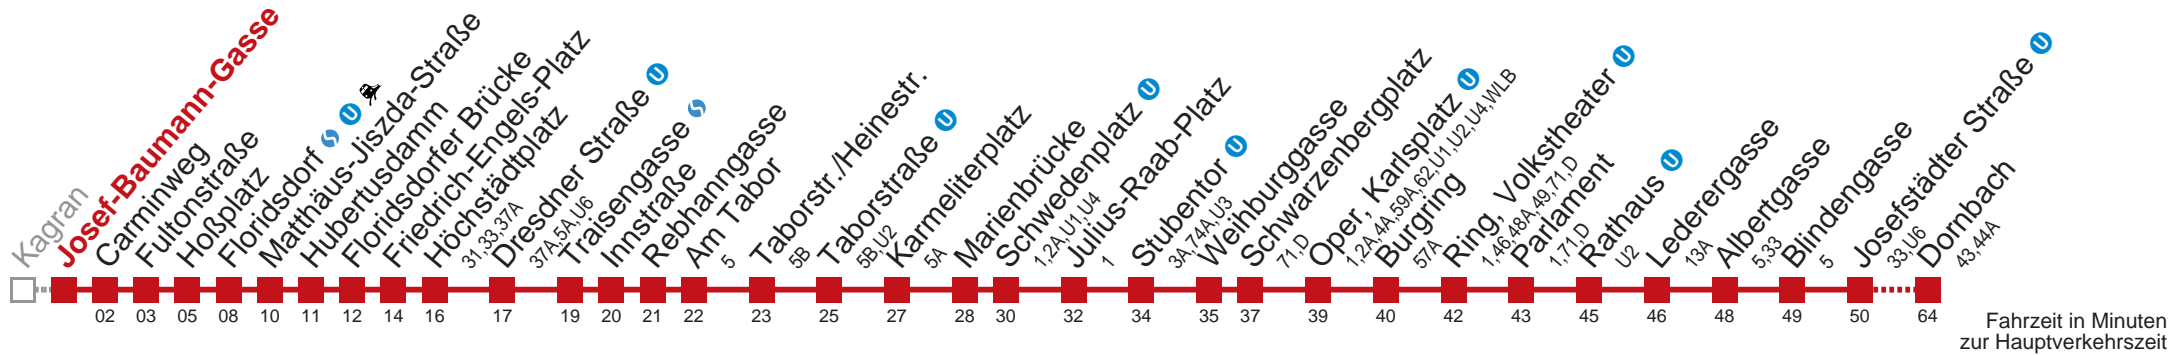 Kagran
Josef-Baumann-Gasse
Carminweg
Fultonstraße
Hoßplatz
Floridsdorf S U
Matthäus-Jiszda-Straße
Hubertusdamm
Floridsdorfer Brücke
Friedrich-Engels-Platz
Höchstädtplatz
31,33,37A
Dresdner Straße U
37A,5A,U6
Traisengasse S
Innstraße
Rebhanngasse
Am Tabor
5
Taborstr./Heinestr.
5B
Taborstraße U
5B,U2
Karmeliterplatz
5A
Marienbrücke
Schwedenplatz U
1,2A,U1,U4
Julius-Raab-Platz
1
Stubentor U
3A,74A,U3
Weihburggasse
Schwarzenbergplatz
71,D
Oper, Karlsplatz U
1,2A,4A,59A,62,U1,U2,U4,WLB
Burgring
57A
Ring, Volkstheater U
1,46,48A,49,71,D
Parlament
1,71,D
Rathaus U
U2
Lederergasse
13A
Albertgasse
5,33
Blindengasse
5
Josefstädter Straße U
33,U6
Dornbach
43,44A
02 03 05 08 10 11 12 14 16 17 19 20 21 22 23 25 27 28 30 32 34 35 37 39 40 42 43 45 46 48 49 50 64
Fahrzeit in Minuten
zur Hauptverkehrszeit